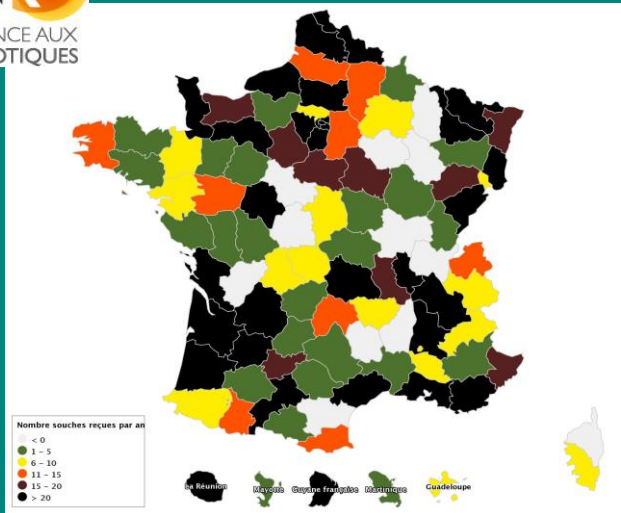 NCE AUX
OTIQUES
Nombre souches reçues par an
< 0
1 - 5
6 - 10
11 - 15
15 - 20
> 20
La Réunion
Mayotte
Guyane française
Martinique
Guadeloupe